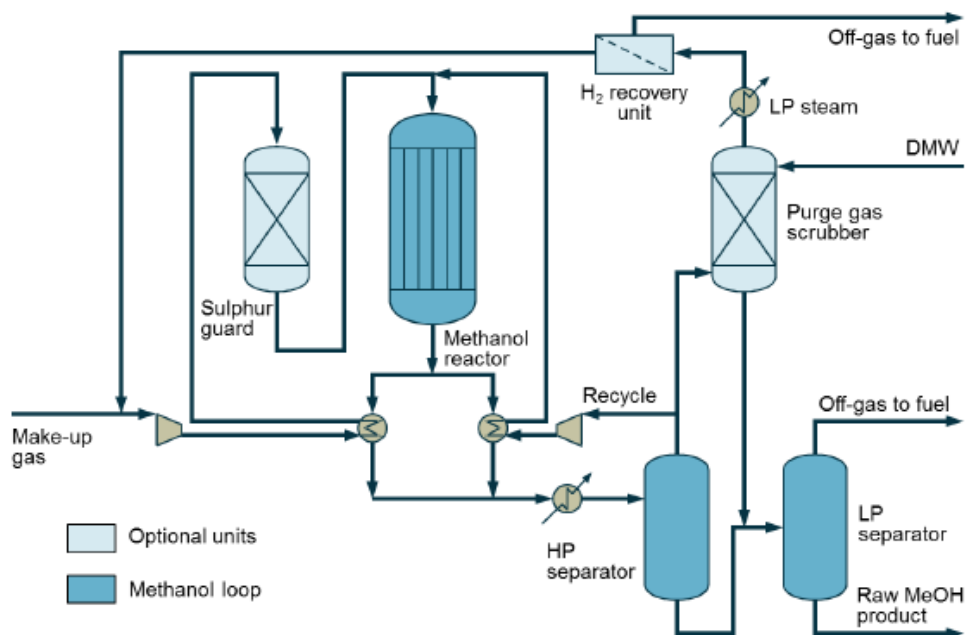 Off-gas to fuel
H₂ recovery
unit
LP steam
DMW
Purge gas
scrubber
Sulphur
guard
Methanol
reactor
Recycle
Make-up
gas
Off-gas to fuel
LP
separator
HP
separator
Optional units
Methanol loop
Raw MeOH
product